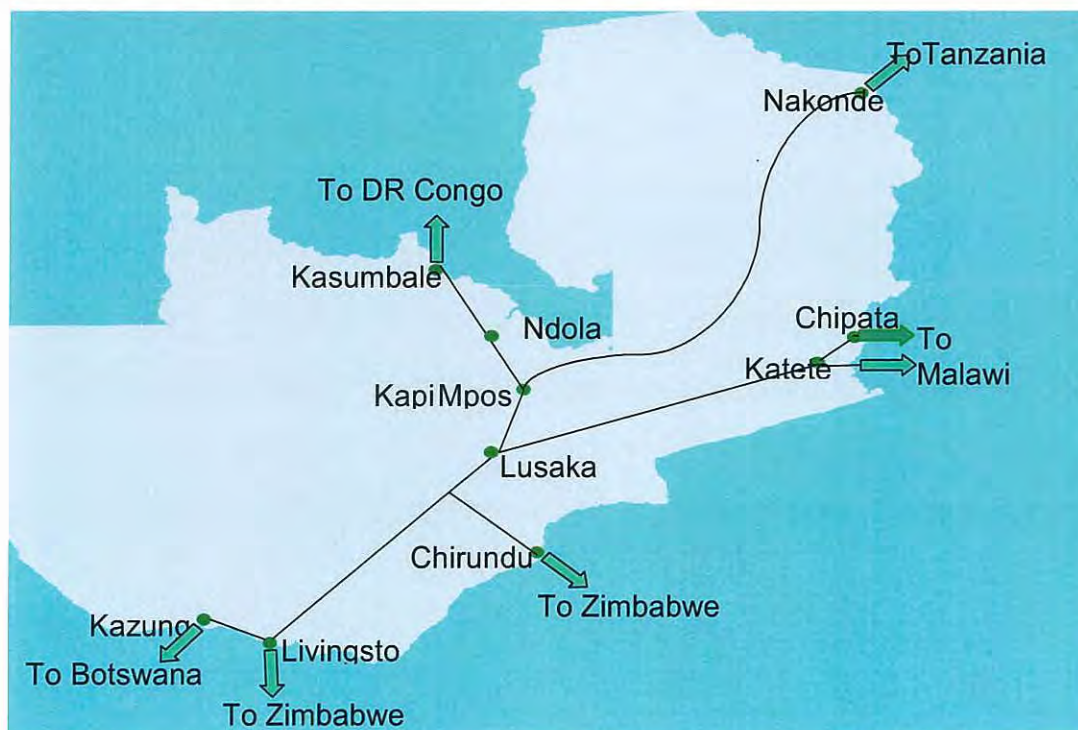 ToTanzania
Nakonde
To DR Congo
Kasumbale
Ndola
Chipata
To
Malawi
Katete
KapiMpos
Lusaka
Chirundu
To Zimbabwe
Kazung
To Botswana
Livingsto
To Zimbabwe